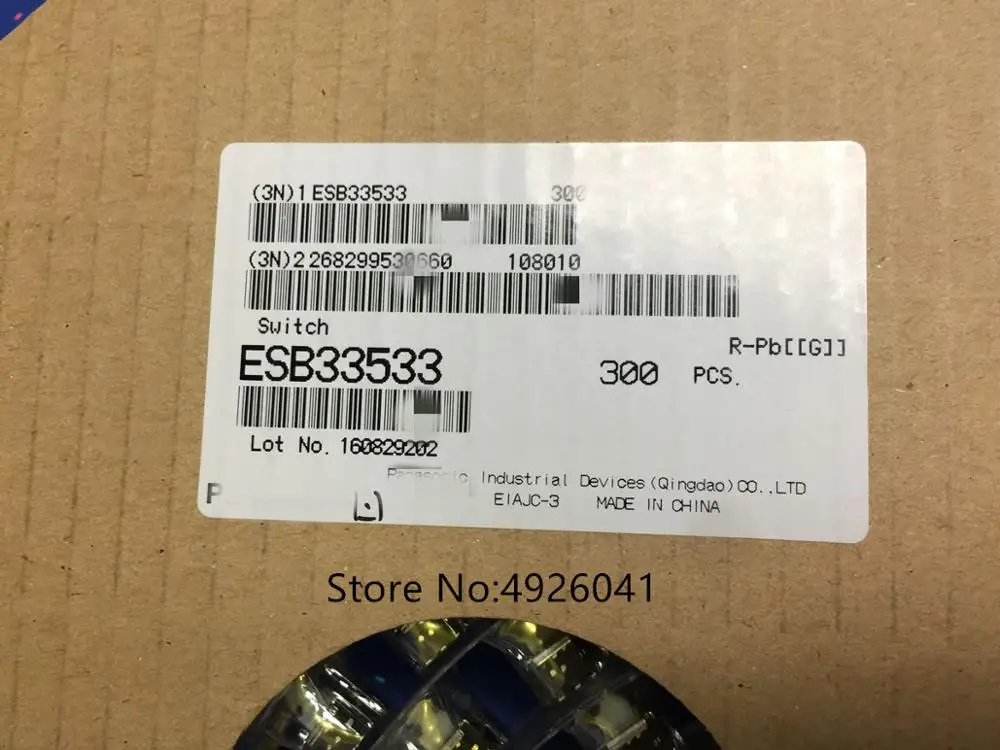 (3N)1 ESB33533 300
(3N)2 268299530660 108010
Switch
R-Pb[[G]]
ESB33533 300 PCS.
Lot No. 160829202
Panasonic Industrial Devices (Qingdao) CO.,LTD
P EIAJC-3 MADE IN CHINA
Store No:4926041